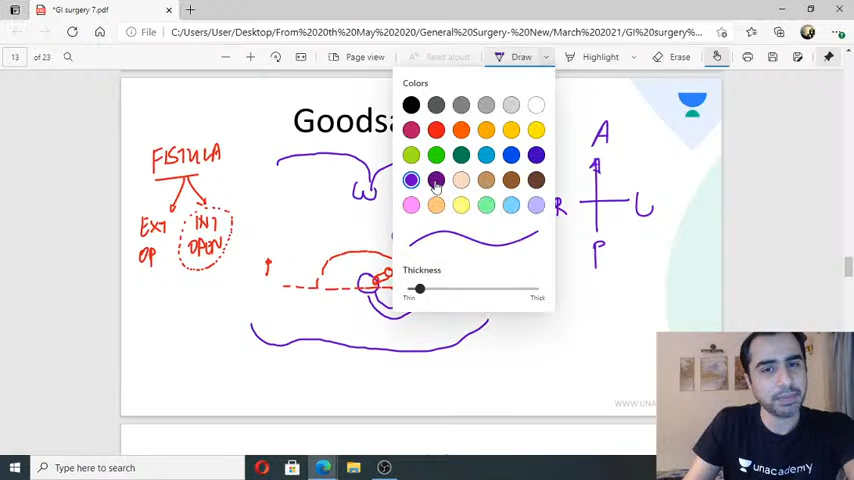 *GI surgery 7.pdf
File C:/Users/User/Desktop/From%2020th%20May%202020/General%20Surgery-%20New/March%202021/GI%20surgery%...
13 of 23 Page view Read aloud Draw Highlight Erase
Colors
Goodsa
A
FISTULA
R L
EXT INT
OP OPEN
P
Thickness
Thin Thick
WWW.UNA
unacademy
Type here to search